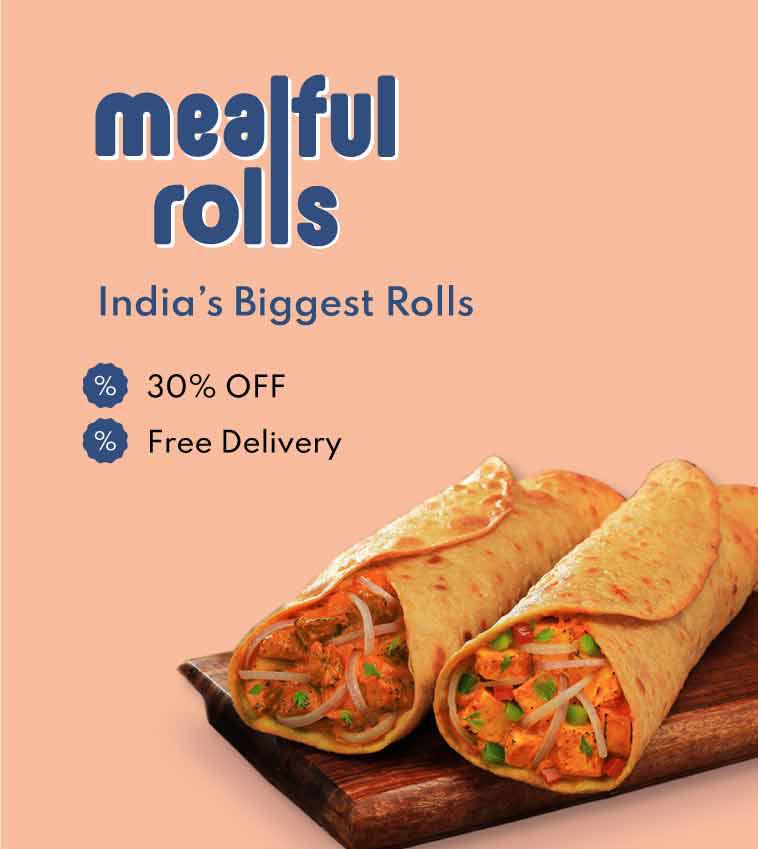 mealful
rolls
India's Biggest Rolls
% 30% OFF
% Free Delivery